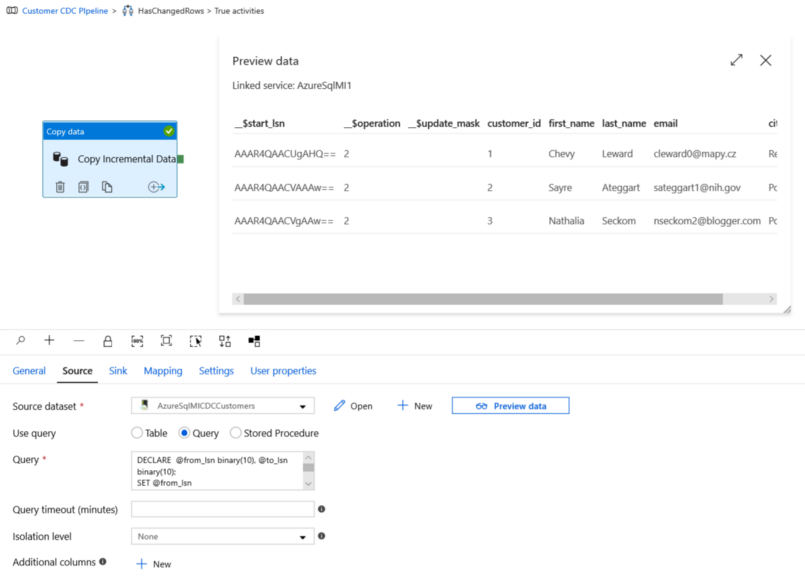 Customer CDC PIpeline > HasChangedRows > True activities
Preview data
Linked service: AzureSqlMI1
__$start_lsn __$operation __$update_mask customer_id first_name last_name email cit
AAAR4QAACUgAHQ== 2 1 Chevy Leward cleward0@mapy.cz Re
AAAR4QAACVAAAw== 2 2 Sayre Ateggart sateggart1@nih.gov Po
AAAR4QAACVgAAw== 2 3 Nathalia Seckom nseckom2@blogger.com Po
Copy data
Copy Incremental Data
General Source Sink Mapping Settings User properties
Source dataset * AzureSqlMICDCCustomers Open New Preview data
Use query Table Query Stored Procedure
Query * DECLARE @from_lsn binary(10), @to_lsn
binary(10);
SET @from_lsn
Query timeout (minutes)
Isolation level None
Additional columns New